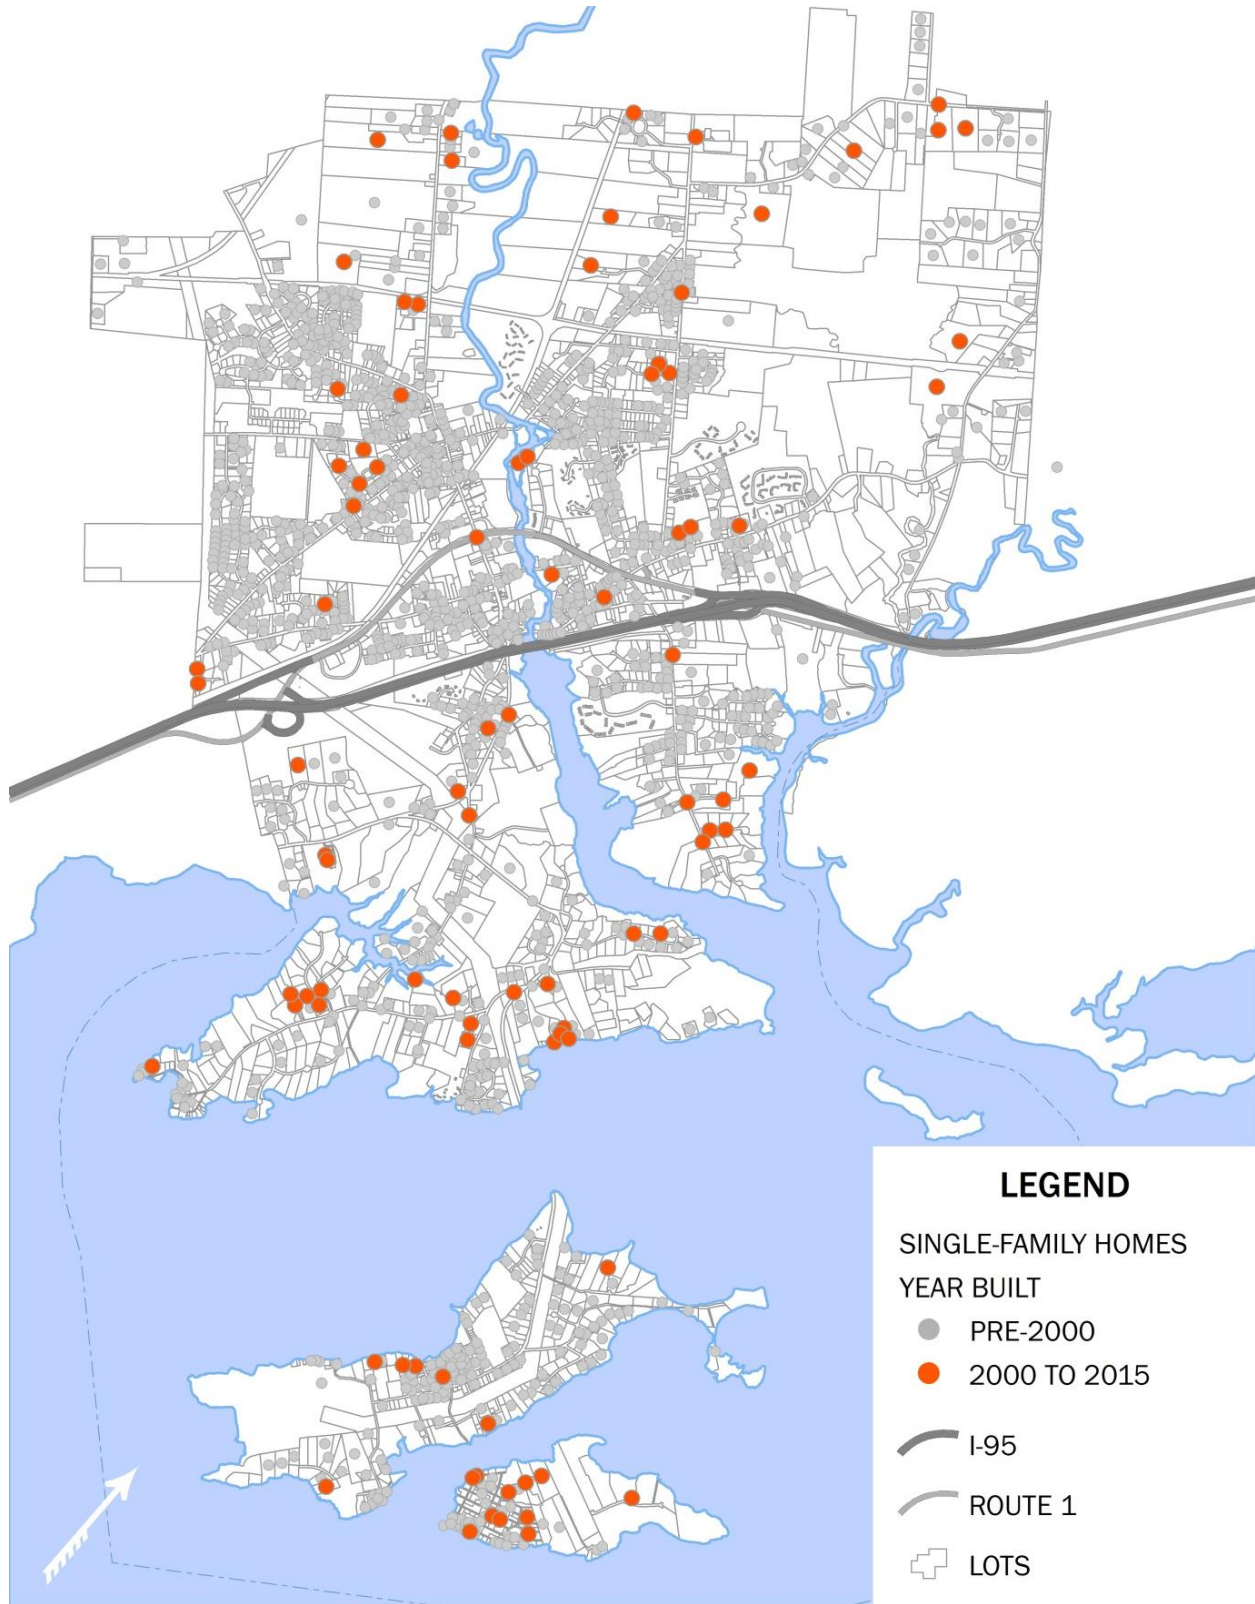 LEGEND
SINGLE-FAMILY HOMES
YEAR BUILT
PRE-2000
2000 TO 2015
I-95
ROUTE 1
LOTS